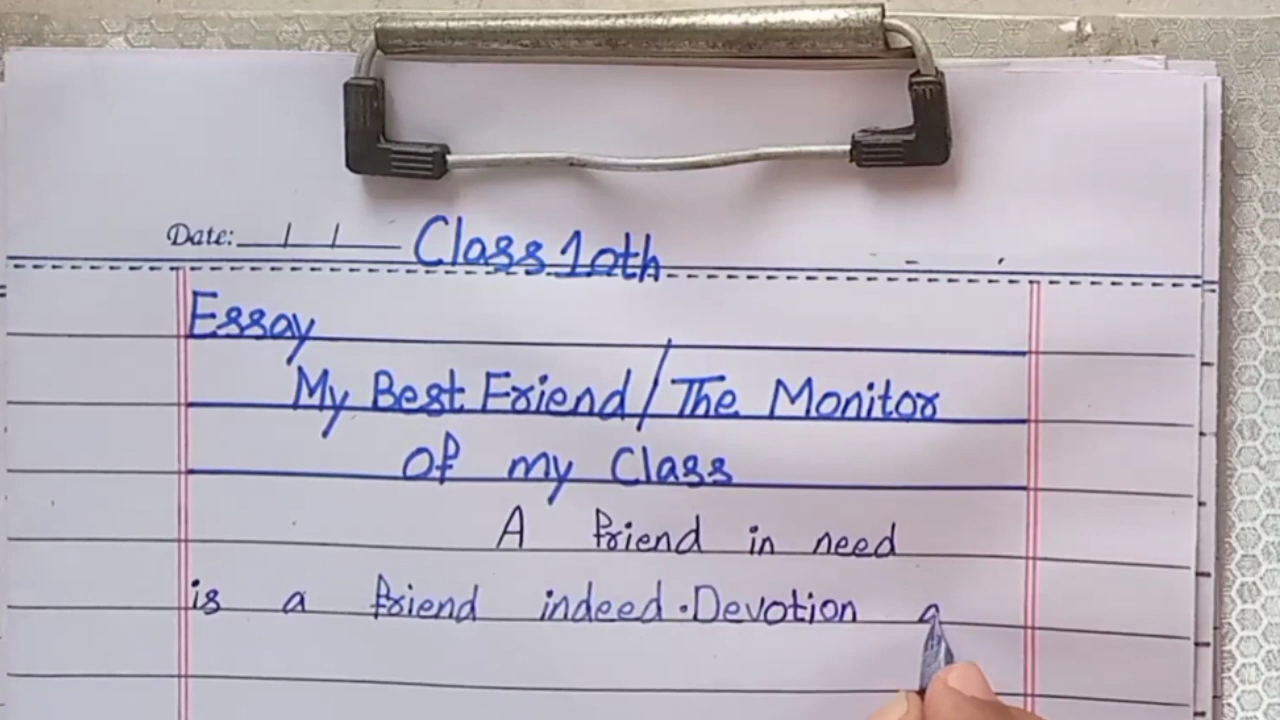 Date: / /
Class 10th
Essay
My Best Friend/The Monitor
Of my Class
A friend in need
is a friend indeed. Devotion a